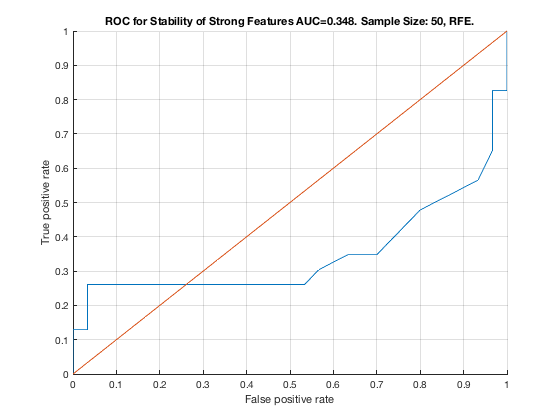 ROC for Stability of Strong Features AUC=0.348. Sample Size: 50, RFE.
True positive rate
1
0.9
0.8
0.7
0.6
0.5
0.4
0.3
0.2
0.1
0
0 0.1 0.2 0.3 0.4 0.5 0.6 0.7 0.8 0.9 1
False positive rate